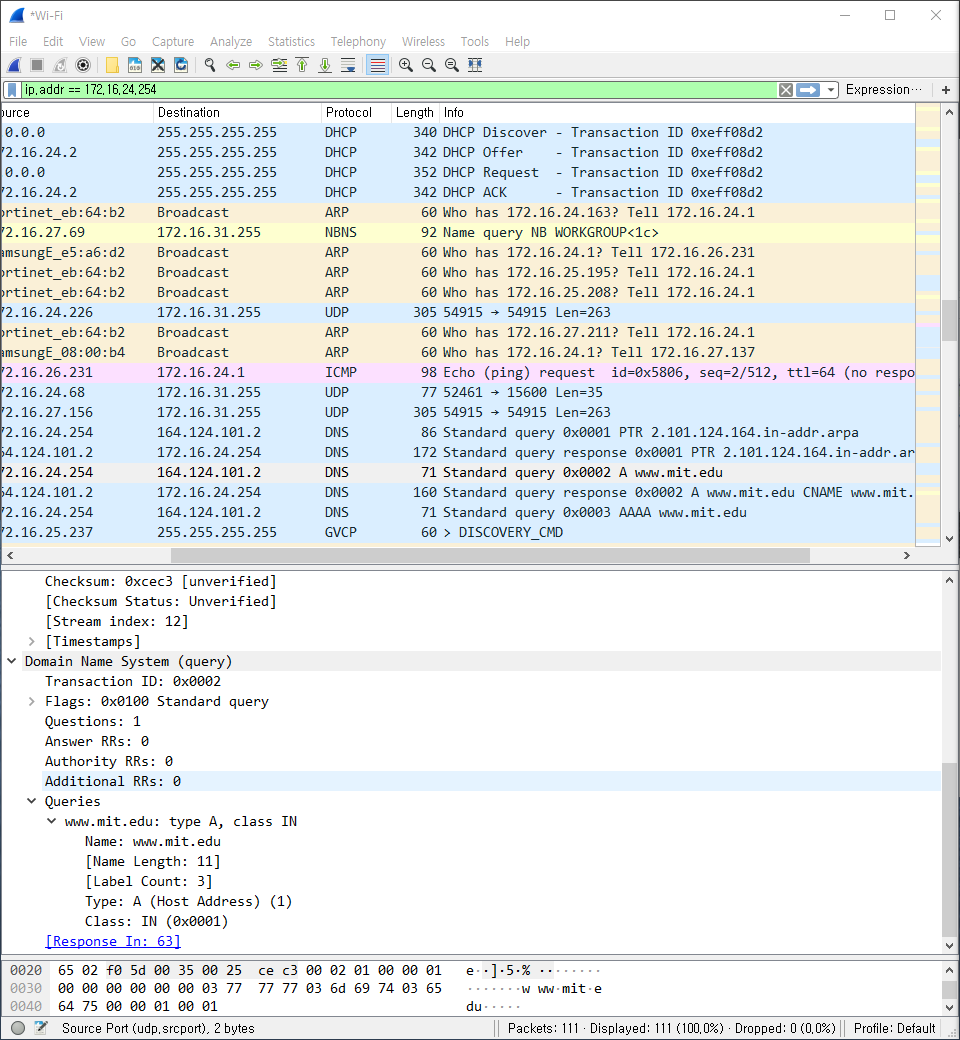 *Wi-Fi
File Edit View Go Capture Analyze Statistics Telephony Wireless Tools Help
ip.addr == 172.16.24.254 Expression… +
ource Destination Protocol Length Info
0.0.0 255.255.255.255 DHCP 340 DHCP Discover - Transaction ID 0xeff08d2
72.16.24.2 255.255.255.255 DHCP 342 DHCP Offer - Transaction ID 0xeff08d2
0.0.0 255.255.255.255 DHCP 352 DHCP Request - Transaction ID 0xeff08d2
72.16.24.2 255.255.255.255 DHCP 342 DHCP ACK - Transaction ID 0xeff08d2
ortinet_eb:64:b2 Broadcast ARP 60 Who has 172.16.24.163? Tell 172.16.24.1
72.16.27.69 172.16.31.255 NBNS 92 Name query NB WORKGROUP<1c>
amsungE_e5:a6:d2 Broadcast ARP 60 Who has 172.16.24.1? Tell 172.16.26.231
ortinet_eb:64:b2 Broadcast ARP 60 Who has 172.16.25.195? Tell 172.16.24.1
ortinet_eb:64:b2 Broadcast ARP 60 Who has 172.16.25.208? Tell 172.16.24.1
72.16.24.226 172.16.31.255 UDP 305 54915 → 54915 Len=263
ortinet_eb:64:b2 Broadcast ARP 60 Who has 172.16.27.211? Tell 172.16.24.1
amsungE_08:00:b4 Broadcast ARP 60 Who has 172.16.24.1? Tell 172.16.27.137
72.16.26.231 172.16.24.1 ICMP 98 Echo (ping) request id=0x5806, seq=2/512, ttl=64 (no respo
72.16.24.68 172.16.31.255 UDP 77 52461 → 15600 Len=35
72.16.27.156 172.16.31.255 UDP 305 54915 → 54915 Len=263
72.16.24.254 164.124.101.2 DNS 86 Standard query 0x0001 PTR 2.101.124.164.in-addr.arpa
64.124.101.2 172.16.24.254 DNS 172 Standard query response 0x0001 PTR 2.101.124.164.in-addr.ar
72.16.24.254 164.124.101.2 DNS 71 Standard query 0x0002 A www.mit.edu
64.124.101.2 172.16.24.254 DNS 160 Standard query response 0x0002 A www.mit.edu CNAME www.mit.
72.16.24.254 164.124.101.2 DNS 71 Standard query 0x0003 AAAA www.mit.edu
72.16.25.237 255.255.255.255 GVCP 60 > DISCOVERY_CMD
Checksum: 0xcec3 [unverified]
[Checksum Status: Unverified]
[Stream index: 12]
[Timestamps]
Domain Name System (query)
Transaction ID: 0x0002
Flags: 0x0100 Standard query
Questions: 1
Answer RRs: 0
Authority RRs: 0
Additional RRs: 0
Queries
www.mit.edu: type A, class IN
Name: www.mit.edu
[Name Length: 11]
[Label Count: 3]
Type: A (Host Address) (1)
Class: IN (0x0001)
[Response In: 63]
0020 65 02 f0 5d 00 35 00 25 ce c3 00 02 01 00 00 01 e··]·5·% ········
0030 00 00 00 00 00 00 03 77 77 77 03 6d 69 74 03 65 ·······w ww·mit·e
0040 64 75 00 00 01 00 01 du·····
Source Port (udp.srcport), 2 bytes Packets: 111 · Displayed: 111 (100.0%) · Dropped: 0 (0.0%) Profile: Default